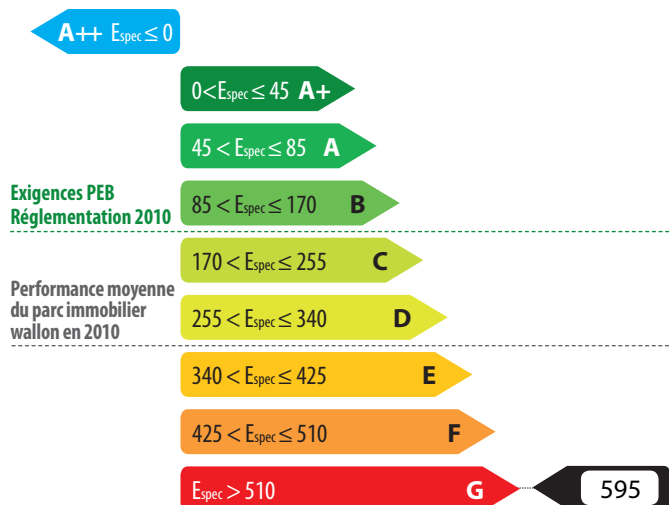 A++ Espec ≤ 0
0<Espec ≤ 45 A+
45 < Espec ≤ 85 A
Exigences PEB
Réglementation 2010
85 < Espec ≤ 170 B
170 < Espec ≤ 255 C
Performance moyenne
du parc immobilier
wallon en 2010
255 < Espec ≤ 340 D
340 < Espec ≤ 425 E
425 < Espec ≤ 510 F
Espec > 510 G 595